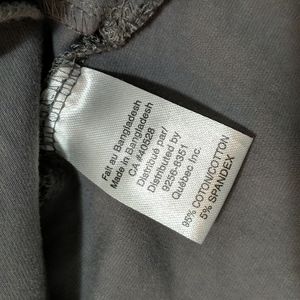 Fait au Bangladesh
Made in Bangladesh
CA #40528
Distribué par/
Distributed by
9256-8351
Québec Inc.
95% COTON/COTTON
5% SPANDEX